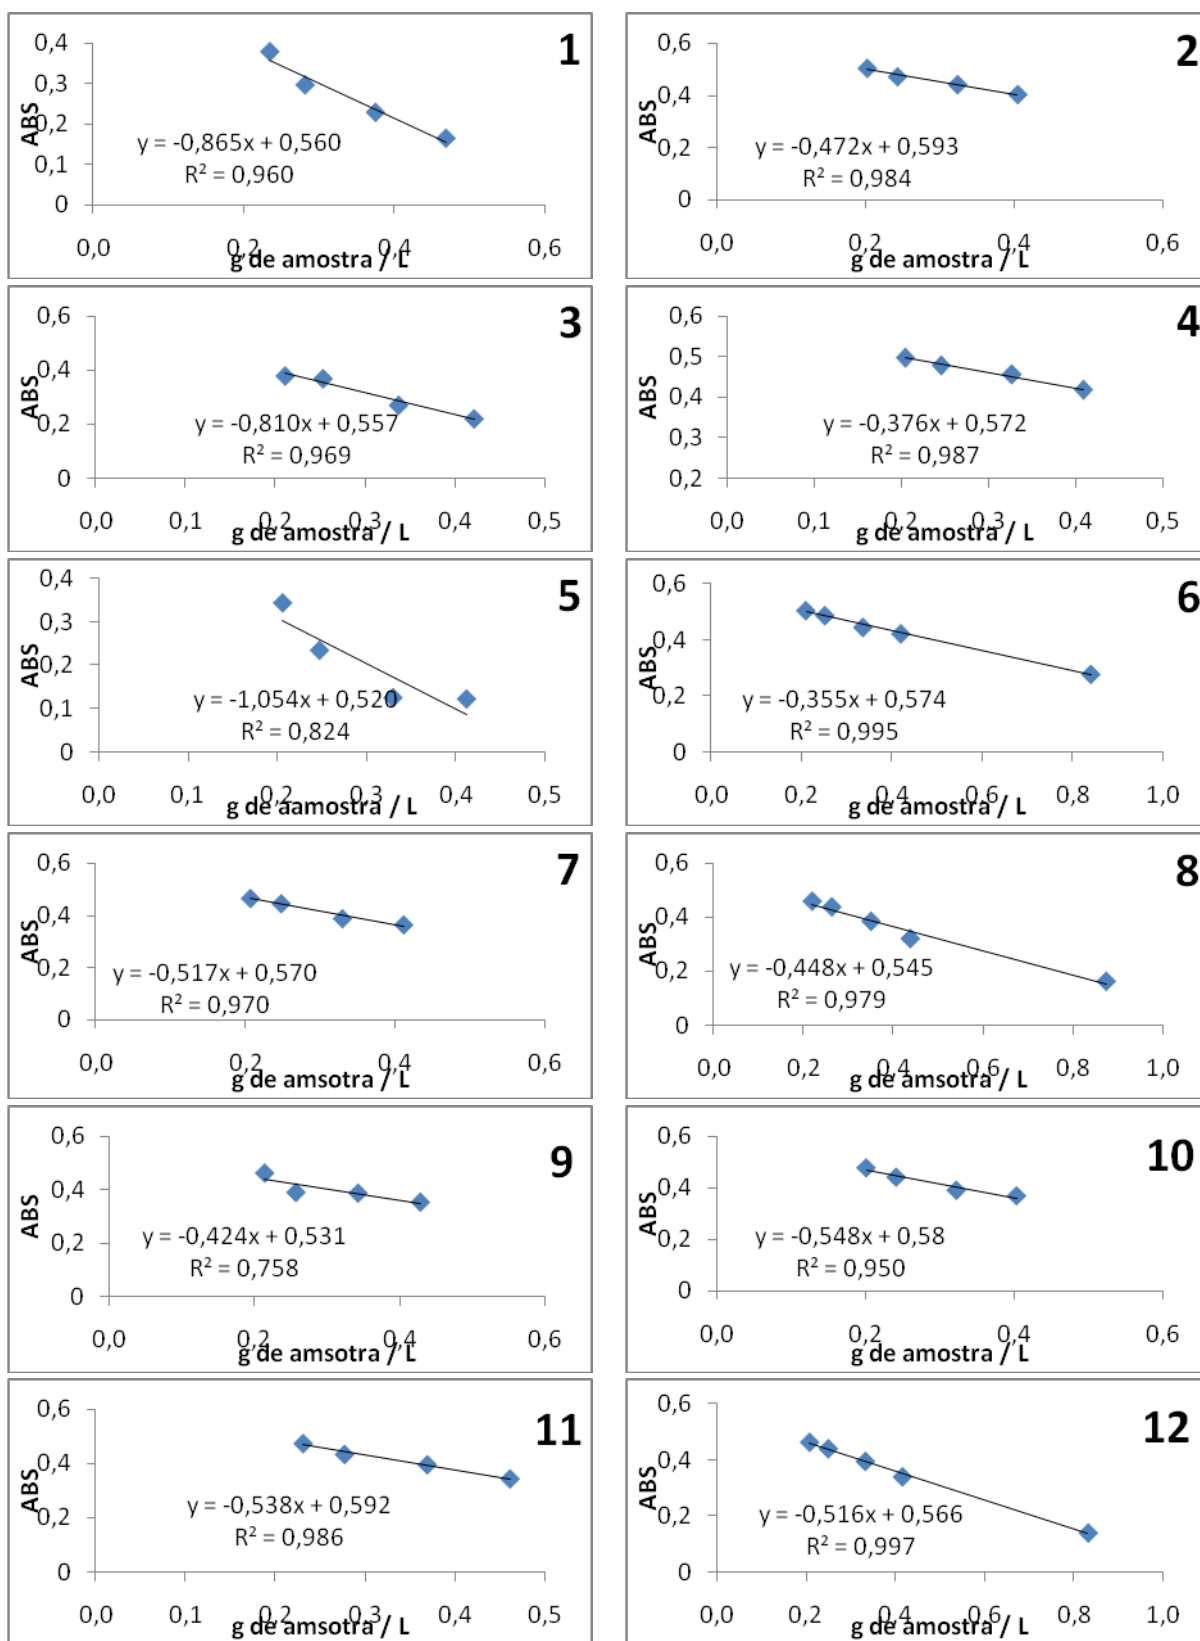 1
ABS
0,4
0,3
0,2
0,1
0
y = -0,865x + 0,560
R² = 0,960
0,0 0,2 0,4 0,6
g de amostra / L
2
ABS
0,6
0,4
0,2
0
y = -0,472x + 0,593
R² = 0,984
0,0 0,2 0,4 0,6
g de amostra / L
3
ABS
0,6
0,4
0,2
0
y = -0,810x + 0,557
R² = 0,969
0,0 0,1 0,2 0,3 0,4 0,5
g de amostra / L
4
ABS
0,6
0,5
0,4
0,3
0,2
y = -0,376x + 0,572
R² = 0,987
0,0 0,1 0,2 0,3 0,4 0,5
g de amostra / L
5
ABS
0,4
0,3
0,2
0,1
0
y = -1,054x + 0,520
R² = 0,824
0,0 0,1 0,2 0,3 0,4 0,5
g de aamostra / L
6
ABS
0,6
0,4
0,2
0
y = -0,355x + 0,574
R² = 0,995
0,0 0,2 0,4 0,6 0,8 1,0
g de amostra / L
7
ABS
0,6
0,4
0,2
0
y = -0,517x + 0,570
R² = 0,970
0,0 0,2 0,4 0,6
g de amsotra / L
8
ABS
0,6
0,4
0,2
0
y = -0,448x + 0,545
R² = 0,979
0,0 0,2 0,4 0,6 0,8 1,0
g de amsotra / L
9
ABS
0,6
0,4
0,2
0
y = -0,424x + 0,531
R² = 0,758
0,0 0,2 0,4 0,6
g de amsotra / L
10
ABS
0,6
0,4
0,2
0
y = -0,548x + 0,58
R² = 0,950
0,0 0,2 0,4 0,6
g de amostra / L
11
ABS
0,6
0,4
0,2
0
y = -0,538x + 0,592
R² = 0,986
0,0 0,1 0,2 0,3 0,4 0,5
g de amsotra / L
12
ABS
0,6
0,4
0,2
0
y = -0,516x + 0,566
R² = 0,997
0,0 0,2 0,4 0,6 0,8 1,0
g de amostra / L